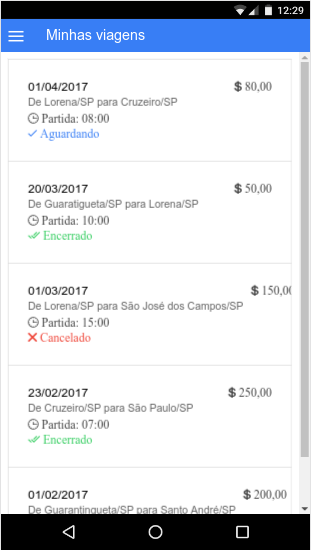 12:29
Minhas viagens
01/04/2017 $ 80,00
De Lorena/SP para Cruzeiro/SP
Partida: 08:00
Aguardando
20/03/2017 $ 50,00
De Guaratigueta/SP para Lorena/SP
Partida: 10:00
Encerrado
01/03/2017 $ 150,00
De Lorena/SP para São José dos Campos/SP
Partida: 15:00
Cancelado
23/02/2017 $ 250,00
De Cruzeiro/SP para São Paulo/SP
Partida: 07:00
Encerrado
01/02/2017 $ 200,00
De Guarantingueta/SP para Santo André/SP